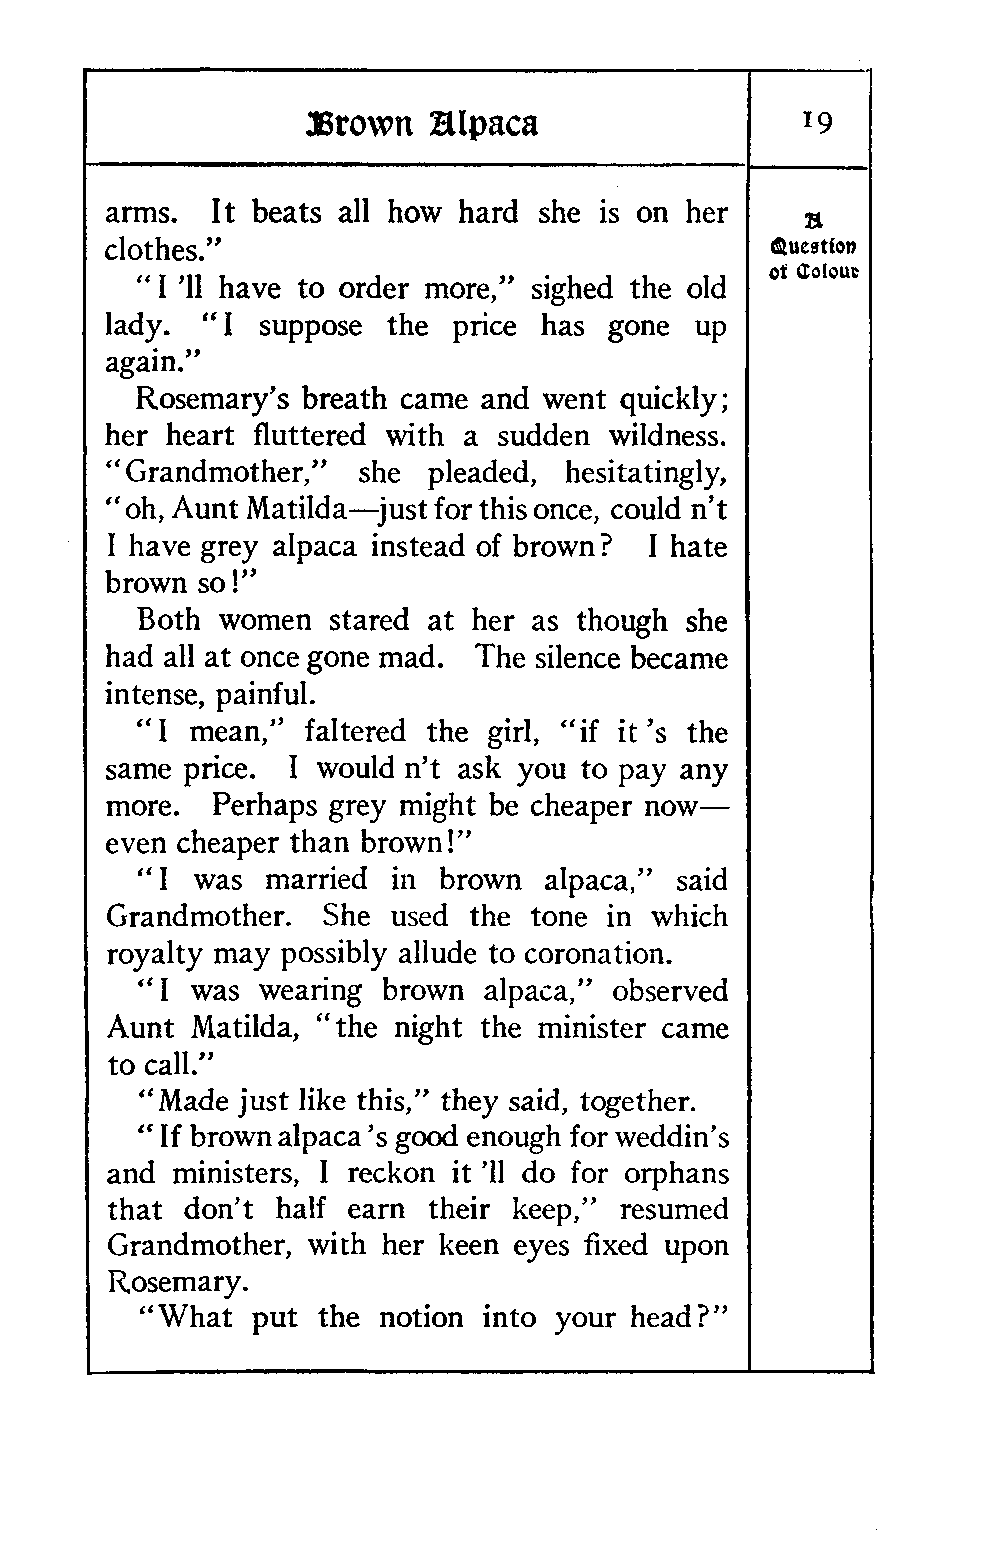 Brown Alpaca 19
A
Question
of Colour
arms. It beats all how hard she is on her
clothes.”
“I ’ll have to order more,” sighed the old
lady. “I suppose the price has gone up
again.”
Rosemary’s breath came and went quickly;
her heart fluttered with a sudden wildness.
“Grandmother,” she pleaded, hesitatingly,
“oh, Aunt Matilda—just for this once, could n’t
I have grey alpaca instead of brown? I hate
brown so!”
Both women stared at her as though she
had all at once gone mad. The silence became
intense, painful.
“I mean,” faltered the girl, “if it ’s the
same price. I would n’t ask you to pay any
more. Perhaps grey might be cheaper now—
even cheaper than brown!”
“I was married in brown alpaca,” said
Grandmother. She used the tone in which
royalty may possibly allude to coronation.
“I was wearing brown alpaca,” observed
Aunt Matilda, “the night the minister came
to call.”
“Made just like this,” they said, together.
“If brown alpaca ’s good enough for weddin’s
and ministers, I reckon it ’ll do for orphans
that don’t half earn their keep,” resumed
Grandmother, with her keen eyes fixed upon
Rosemary.
“What put the notion into your head?”